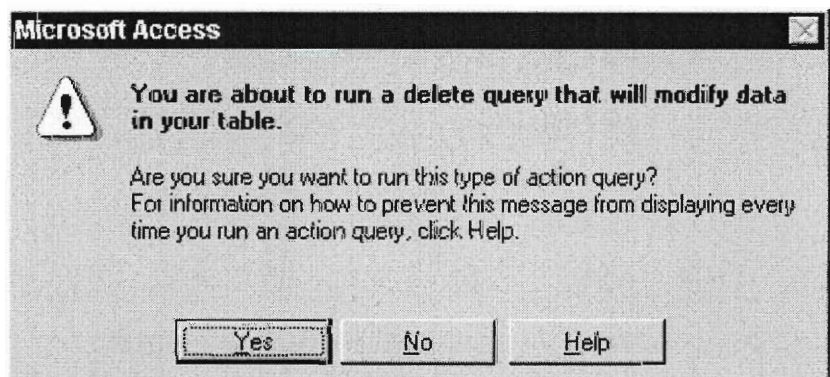 Microsoft Access
You are about to run a delete query that will modify data
in your table.
Are you sure you want to run this type of action query?
For information on how to prevent this message from displaying every
time you run an action query, click Help.
Yes No Help